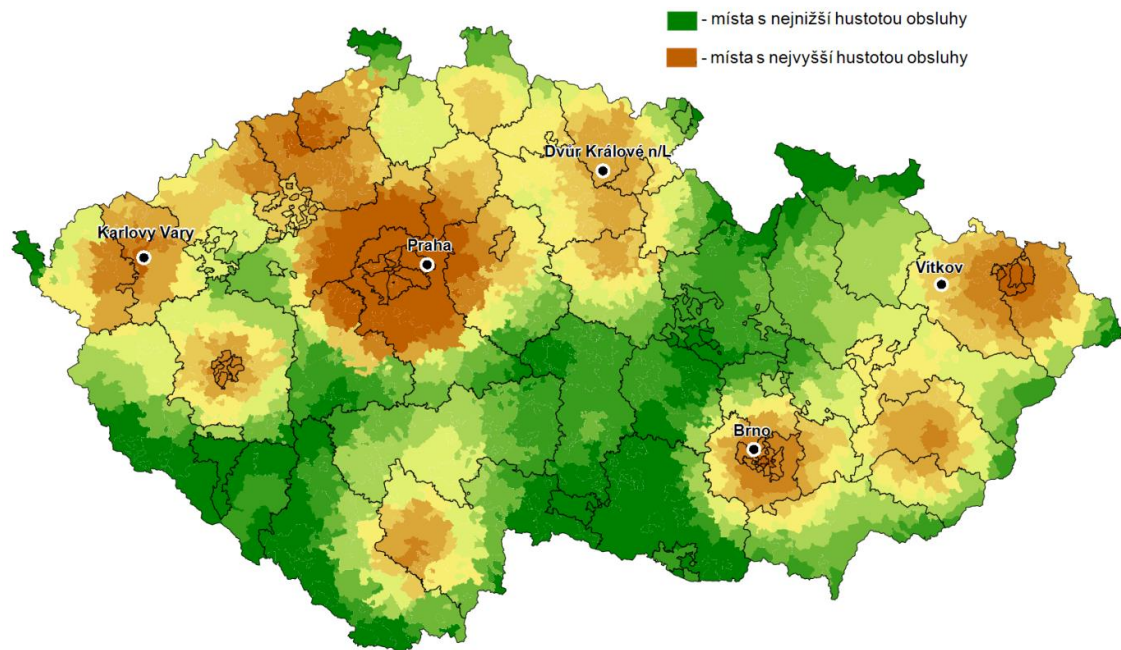 - místa s nejnižší hustotou obsluhy
- místa s nejvyšší hustotou obsluhy
Dvůr Králové n/L
Karlovy Vary
Praha
Vítkov
Brno